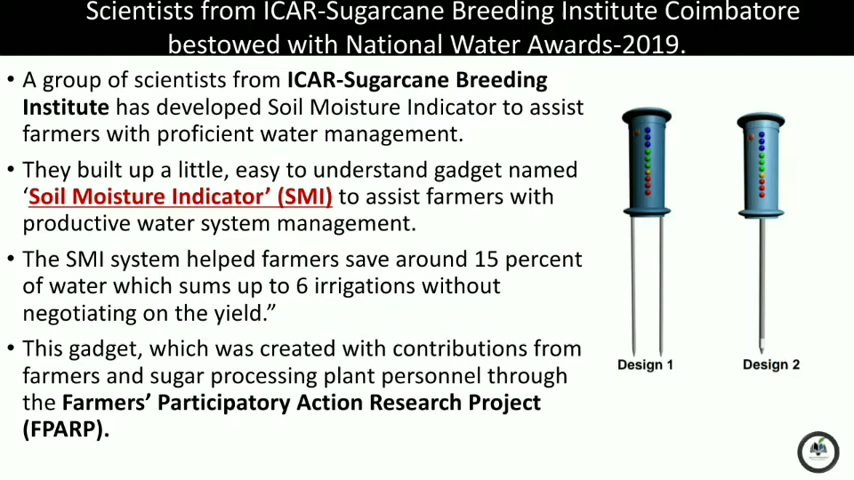 Scientists from ICAR-Sugarcane Breeding Institute Coimbatore
bestowed with National Water Awards-2019.
• A group of scientists from ICAR-Sugarcane Breeding
Institute has developed Soil Moisture Indicator to assist
farmers with proficient water management.
• They built up a little, easy to understand gadget named
‘Soil Moisture Indicator’ (SMI) to assist farmers with
productive water system management.
• The SMI system helped farmers save around 15 percent
of water which sums up to 6 irrigations without
negotiating on the yield.”
• This gadget, which was created with contributions from
farmers and sugar processing plant personnel through
the Farmers’ Participatory Action Research Project
(FPARP).
Design 1
Design 2